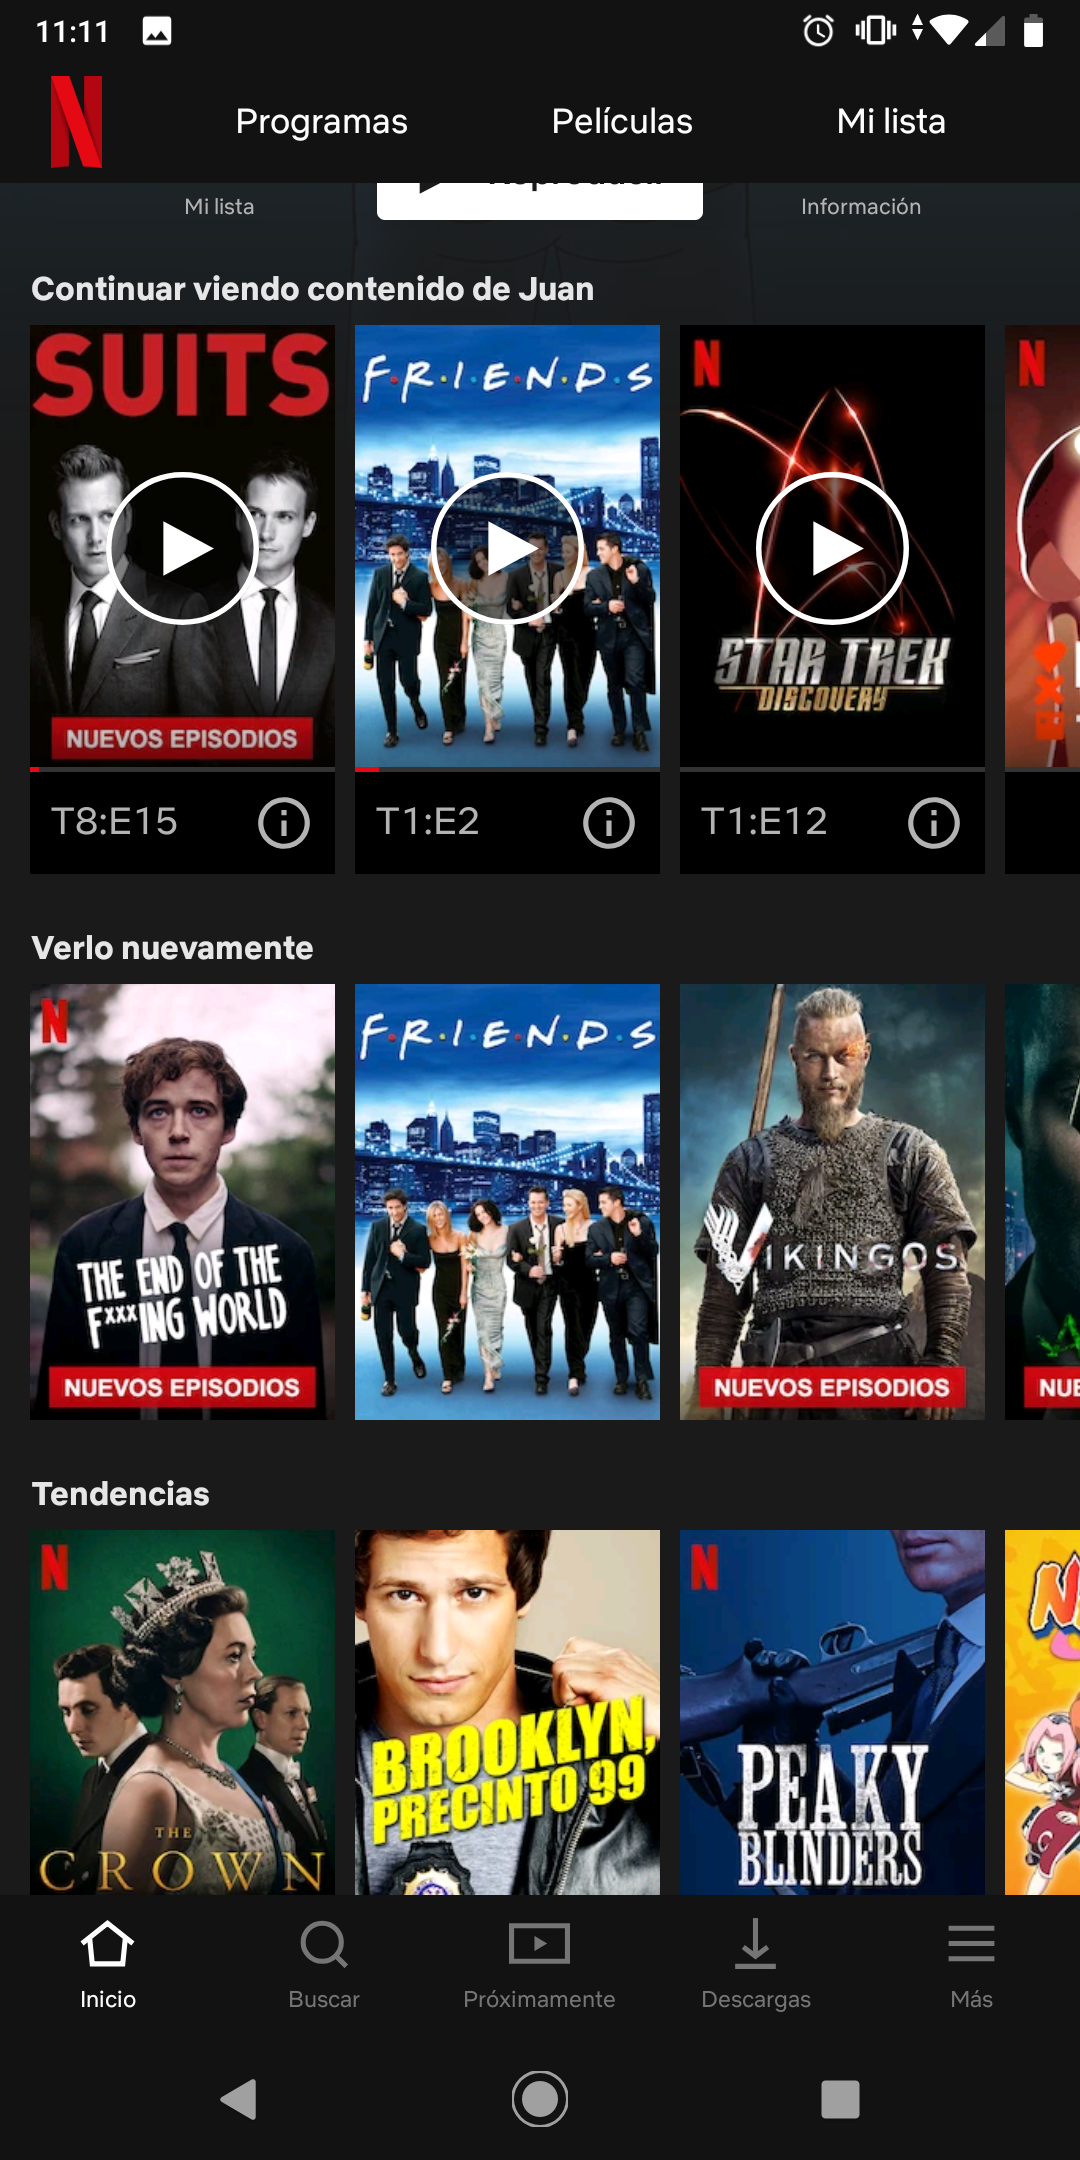 11:11
Programas
Películas
Mi lista
Mi lista
Información
Continuar viendo contenido de Juan
SUITS
NUEVOS EPISODIOS
T8:E15
F·R·I·E·N·D·S
T1:E2
N
STAR TREK
DISCOVERY
T1:E12
N
Verlo nuevamente
N
THE END OF THE
F***ING WORLD
NUEVOS EPISODIOS
F·R·I·E·N·D·S
VIKINGOS
NUEVOS EPISODIOS
NUE
Tendencias
N
THE
CROWN
BROOKLYN,
PRECINTO 99
N
PEAKY
BLINDERS
Inicio
Buscar
Próximamente
Descargas
Más